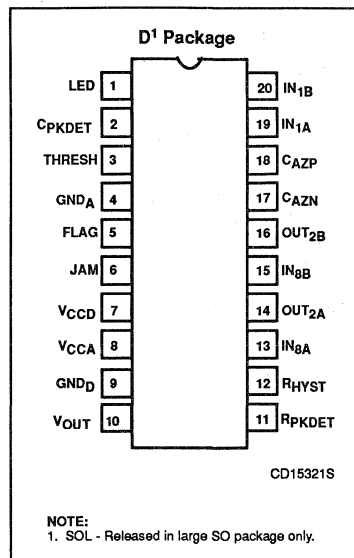 D¹ Package
LED 1 20 IN1B
CPKDET 2 19 IN1A
THRESH 3 18 CAZP
GNDA 4 17 CAZN
FLAG 5 16 OUT2B
JAM 6 15 IN8B
VCCD 7 14 OUT2A
VCCA 8 13 IN8A
GNDD 9 12 RHYST
VOUT 10 11 RPKDET
CD15321S
NOTE:
1. SOL - Released in large SO package only.